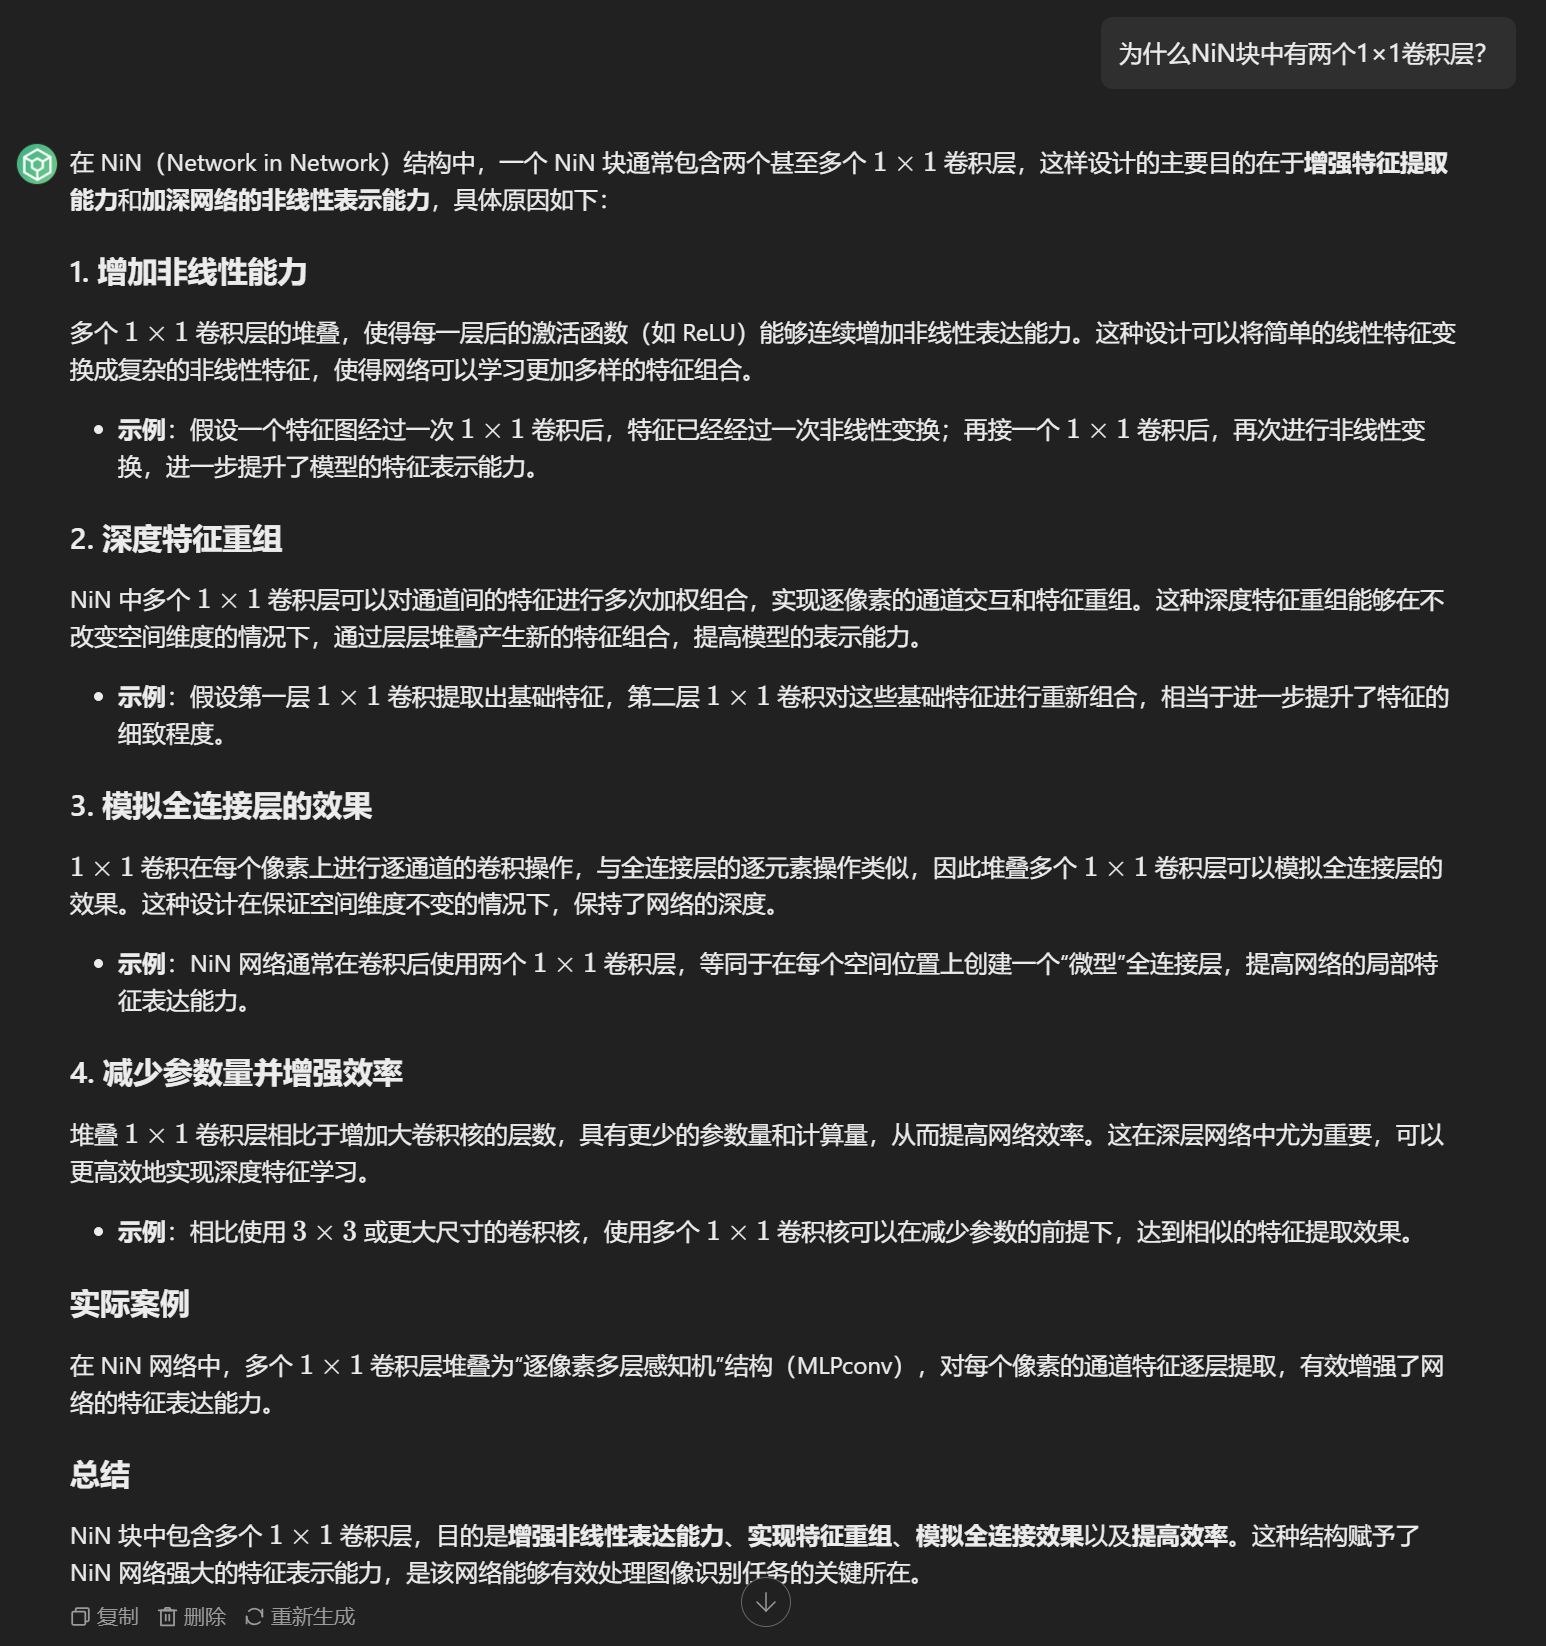 为什么NiN块中有两个1×1卷积层？
在 NiN（Network in Network）结构中，一个 NiN 块通常包含两个甚至多个 1 × 1 卷积层，这样设计的主要目的在于增强特征提取
能力和加深网络的非线性表示能力，具体原因如下：
1. 增加非线性能力
多个 1 × 1 卷积层的堆叠，使得每一层后的激活函数（如 ReLU）能够连续增加非线性表达能力。这种设计可以将简单的线性特征变
换成复杂的非线性特征，使得网络可以学习更加多样的特征组合。
• 示例：假设一个特征图经过一次 1 × 1 卷积后，特征已经经过一次非线性变换；再接一个 1 × 1 卷积后，再次进行非线性变
换，进一步提升了模型的特征表示能力。
2. 深度特征重组
NiN 中多个 1 × 1 卷积层可以对通道间的特征进行多次加权组合，实现逐像素的通道交互和特征重组。这种深度特征重组能够在不
改变空间维度的情况下，通过层层堆叠产生新的特征组合，提高模型的表示能力。
• 示例：假设第一层 1 × 1 卷积提取出基础特征，第二层 1 × 1 卷积对这些基础特征进行重新组合，相当于进一步提升了特征的
细致程度。
3. 模拟全连接层的效果
1 × 1 卷积在每个像素上进行逐通道的卷积操作，与全连接层的逐元素操作类似，因此堆叠多个 1 × 1 卷积层可以模拟全连接层的
效果。这种设计在保证空间维度不变的情况下，保持了网络的深度。
• 示例：NiN 网络通常在卷积后使用两个 1 × 1 卷积层，等同于在每个空间位置上创建一个“微型”全连接层，提高网络的局部特
征表达能力。
4. 减少参数量并增强效率
堆叠 1 × 1 卷积层相比于增加大卷积核的层数，具有更少的参数量和计算量，从而提高网络效率。这在深层网络中尤为重要，可以
更高效地实现深度特征学习。
• 示例：相比使用 3 × 3 或更大尺寸的卷积核，使用多个 1 × 1 卷积核可以在减少参数的前提下，达到相似的特征提取效果。
实际案例
在 NiN 网络中，多个 1 × 1 卷积层堆叠为“逐像素多层感知机”结构（MLPconv），对每个像素的通道特征逐层提取，有效增强了网
络的特征表达能力。
总结
NiN 块中包含多个 1 × 1 卷积层，目的是增强非线性表达能力、实现特征重组、模拟全连接效果以及提高效率。这种结构赋予了
NiN 网络强大的特征表示能力，是该网络能够有效处理图像识别任务的关键所在。
复制 删除 重新生成